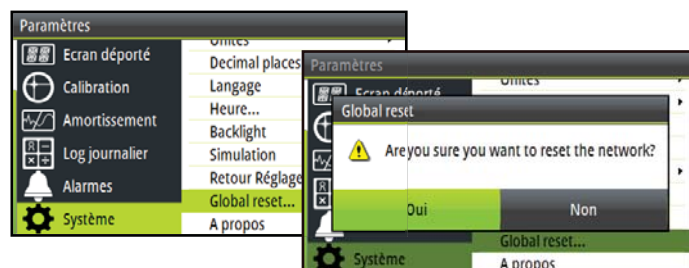 Paramètres
Ecran déporté
Calibration
Amortissement
Log journalier
Alarmes
Système
Unités
Decimal places
Langage
Heure...
Backlight
Simulation
Retour Réglage
Global reset...
A propos
Paramètres
Ecran déporté
Unités
Global reset
Are you sure you want to reset the network?
Oui
Non
Global reset...
Système
A propos